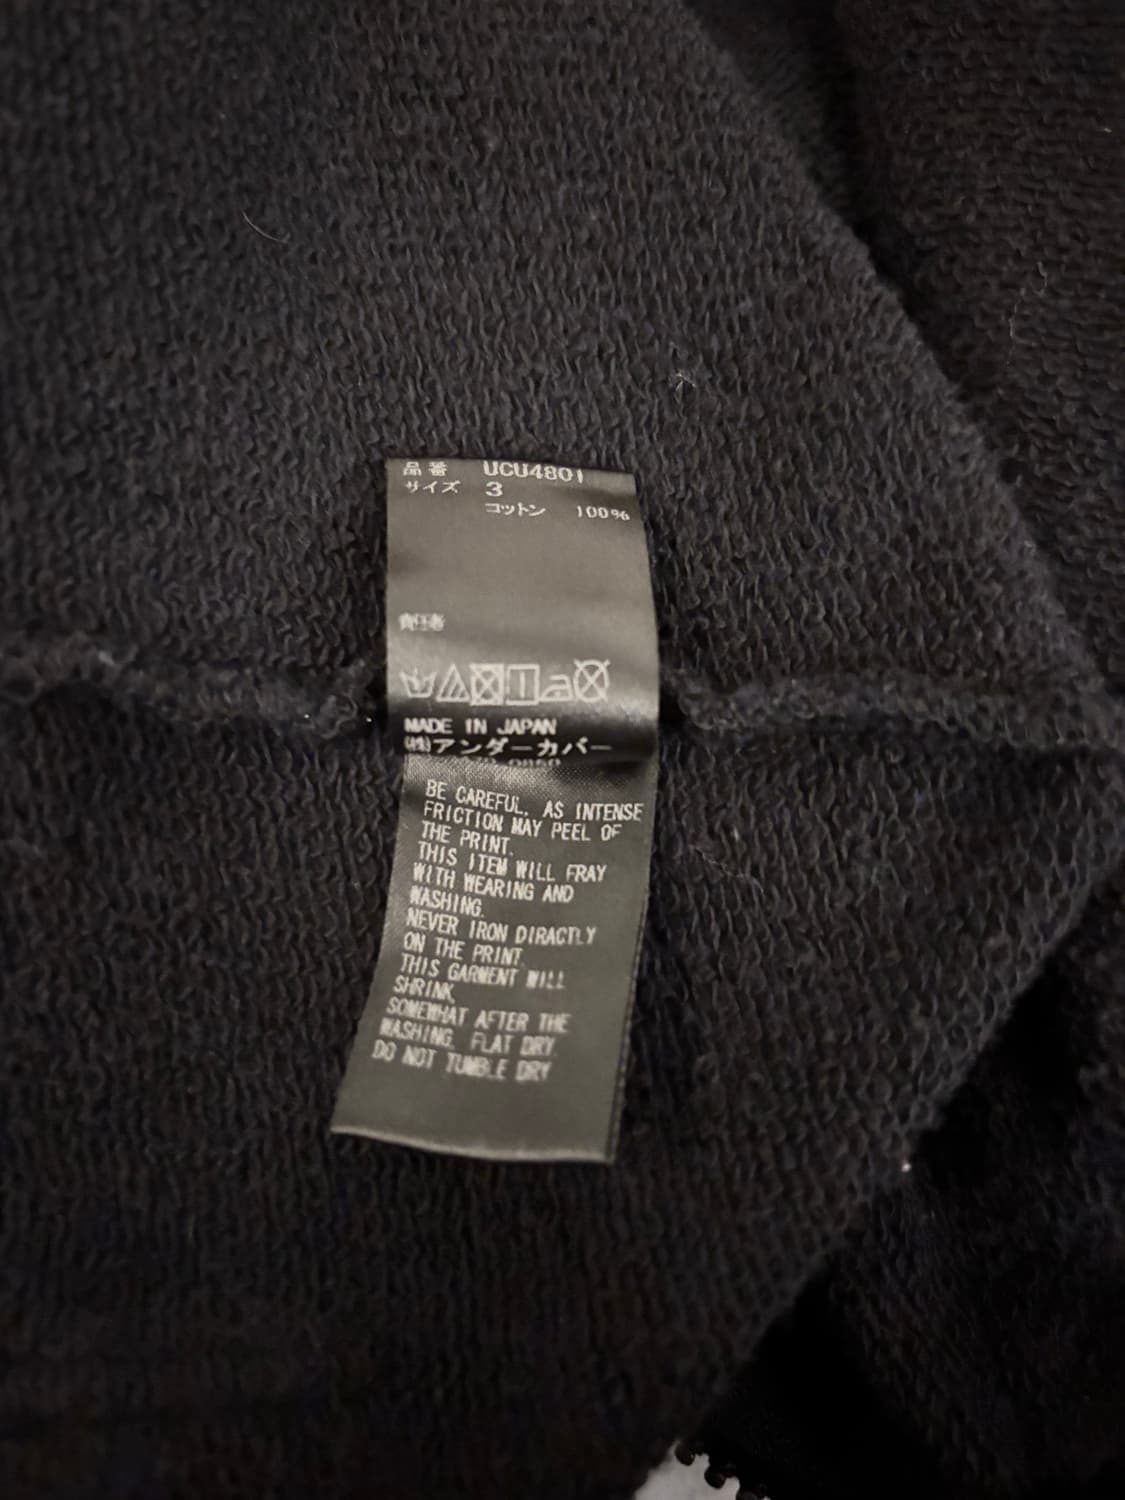 品番 UCU4801
サイズ 3
コットン 100%
責任者
MADE IN JAPAN
(株)アンダーカバー
BE CAREFUL, AS INTENSE
FRICTION MAY PEEL OF
THE PRINT.
THIS ITEM WILL FRAY
WITH WEARING AND
WASHING.
NEVER IRON DIRACTLY
ON THE PRINT.
THIS GARMENT WILL
SHRINK
SOMEWHAT AFTER THE
WASHING. FLAT DRY.
DO NOT TUMBLE DRY